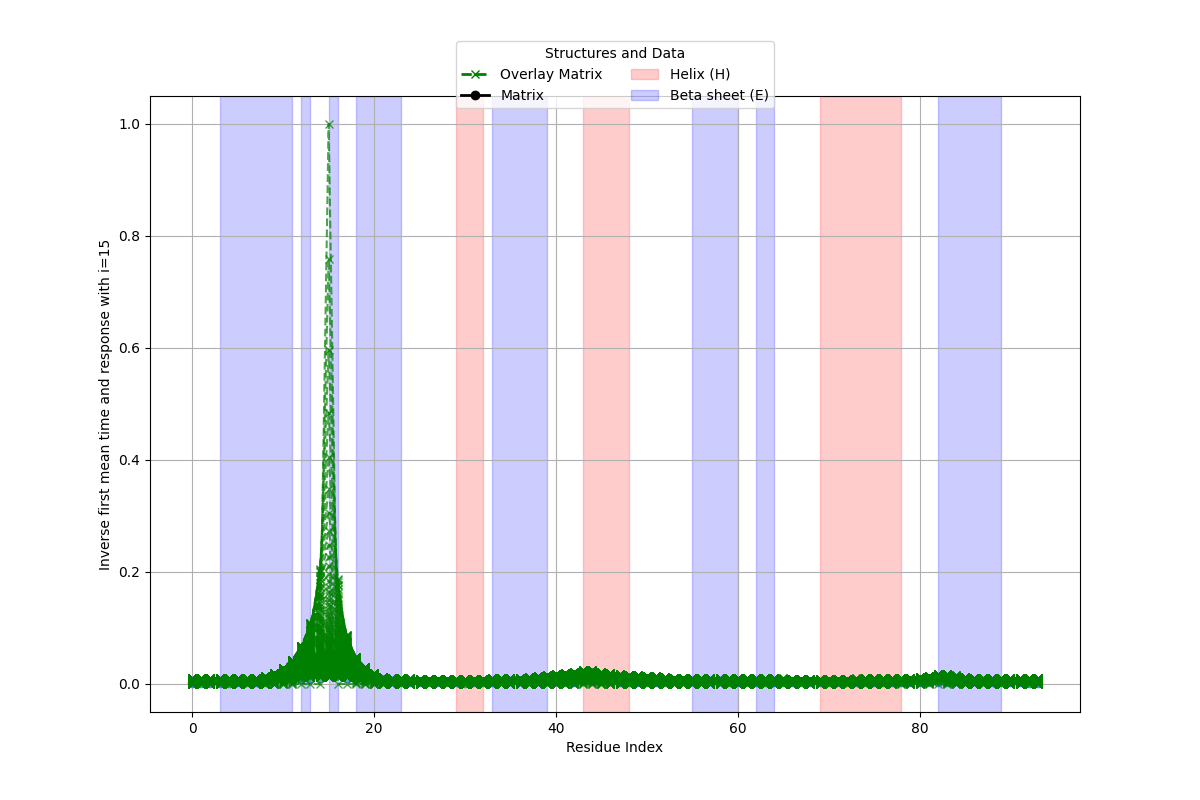 Structures and Data
Overlay Matrix
Matrix
Helix (H)
Beta sheet (E)
Inverse first mean time and response with i=15
1.0
0.8
0.6
0.4
0.2
0.0
0 20 40 60 80
Residue Index